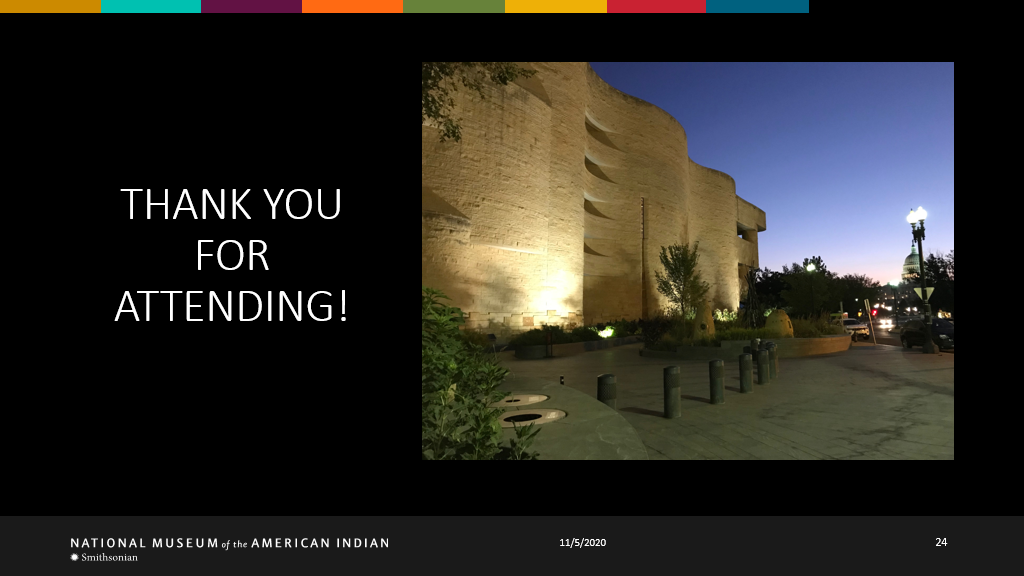 THANK YOU
FOR
ATTENDING!
NATIONAL MUSEUM of the AMERICAN INDIAN
Smithsonian
11/5/2020
24